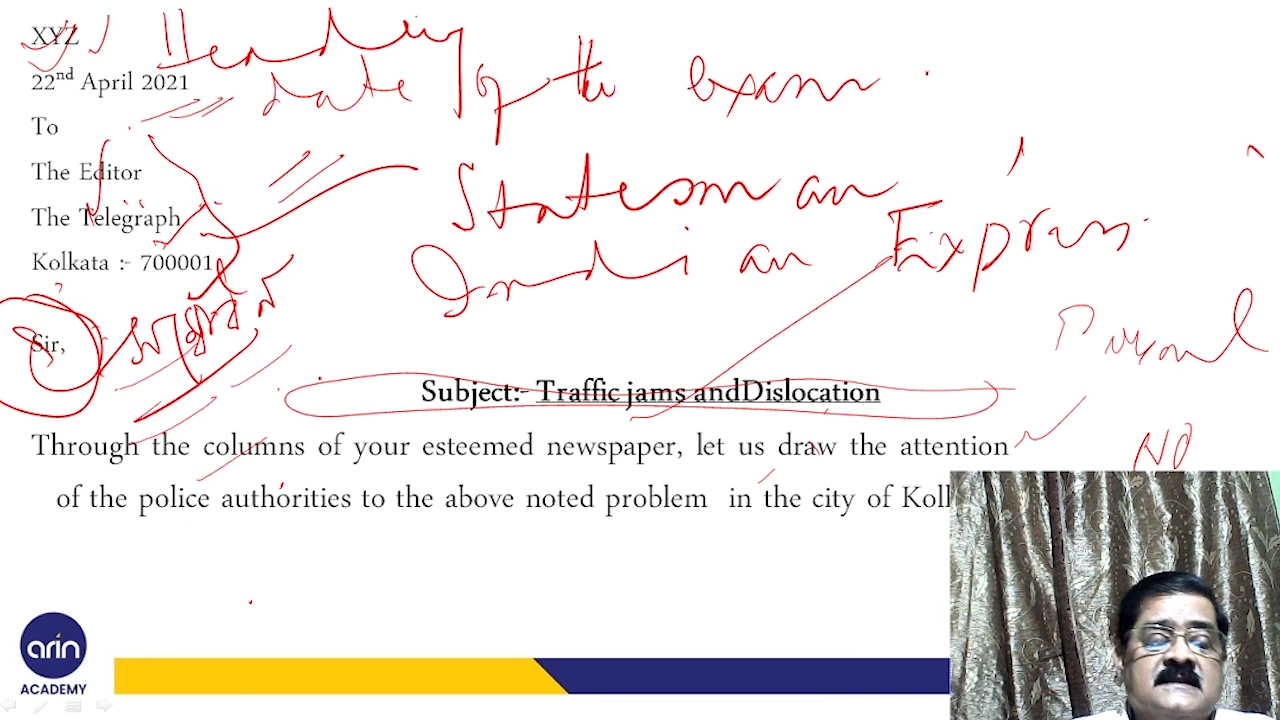 XYZ Heading
22nd April 2021 date of the exam
To
The Editor
The Telegraph Statesman
Kolkata :- 700001 Indian Express
Sir,
Subject:- Traffic jams andDislocation
Through the columns of your esteemed newspaper, let us draw the attention
NO
of the police authorities to the above noted problem in the city of Koll
arin
ACADEMY